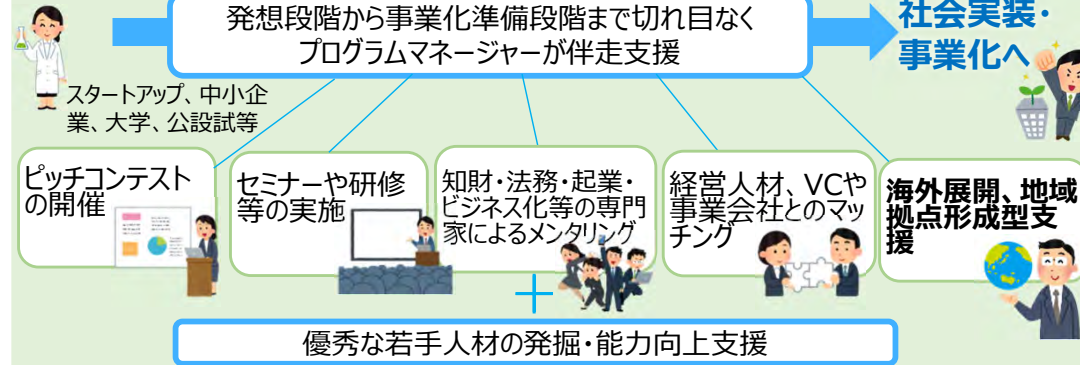 発想段階から事業化準備段階まで切れ目なく
プログラムマネージャーが伴走支援
社会実装・
事業化へ
スタートアップ、中小企
業、大学、公設試等
ピッチコンテスト
の開催
セミナーや研修
等の実施
知財・法務・起業・
ビジネス化等の専門
家によるメンタリング
経営人材、VCや
事業会社とのマッ
チング
海外展開、地域
拠点形成型支
援
＋
優秀な若手人材の発掘・能力向上支援